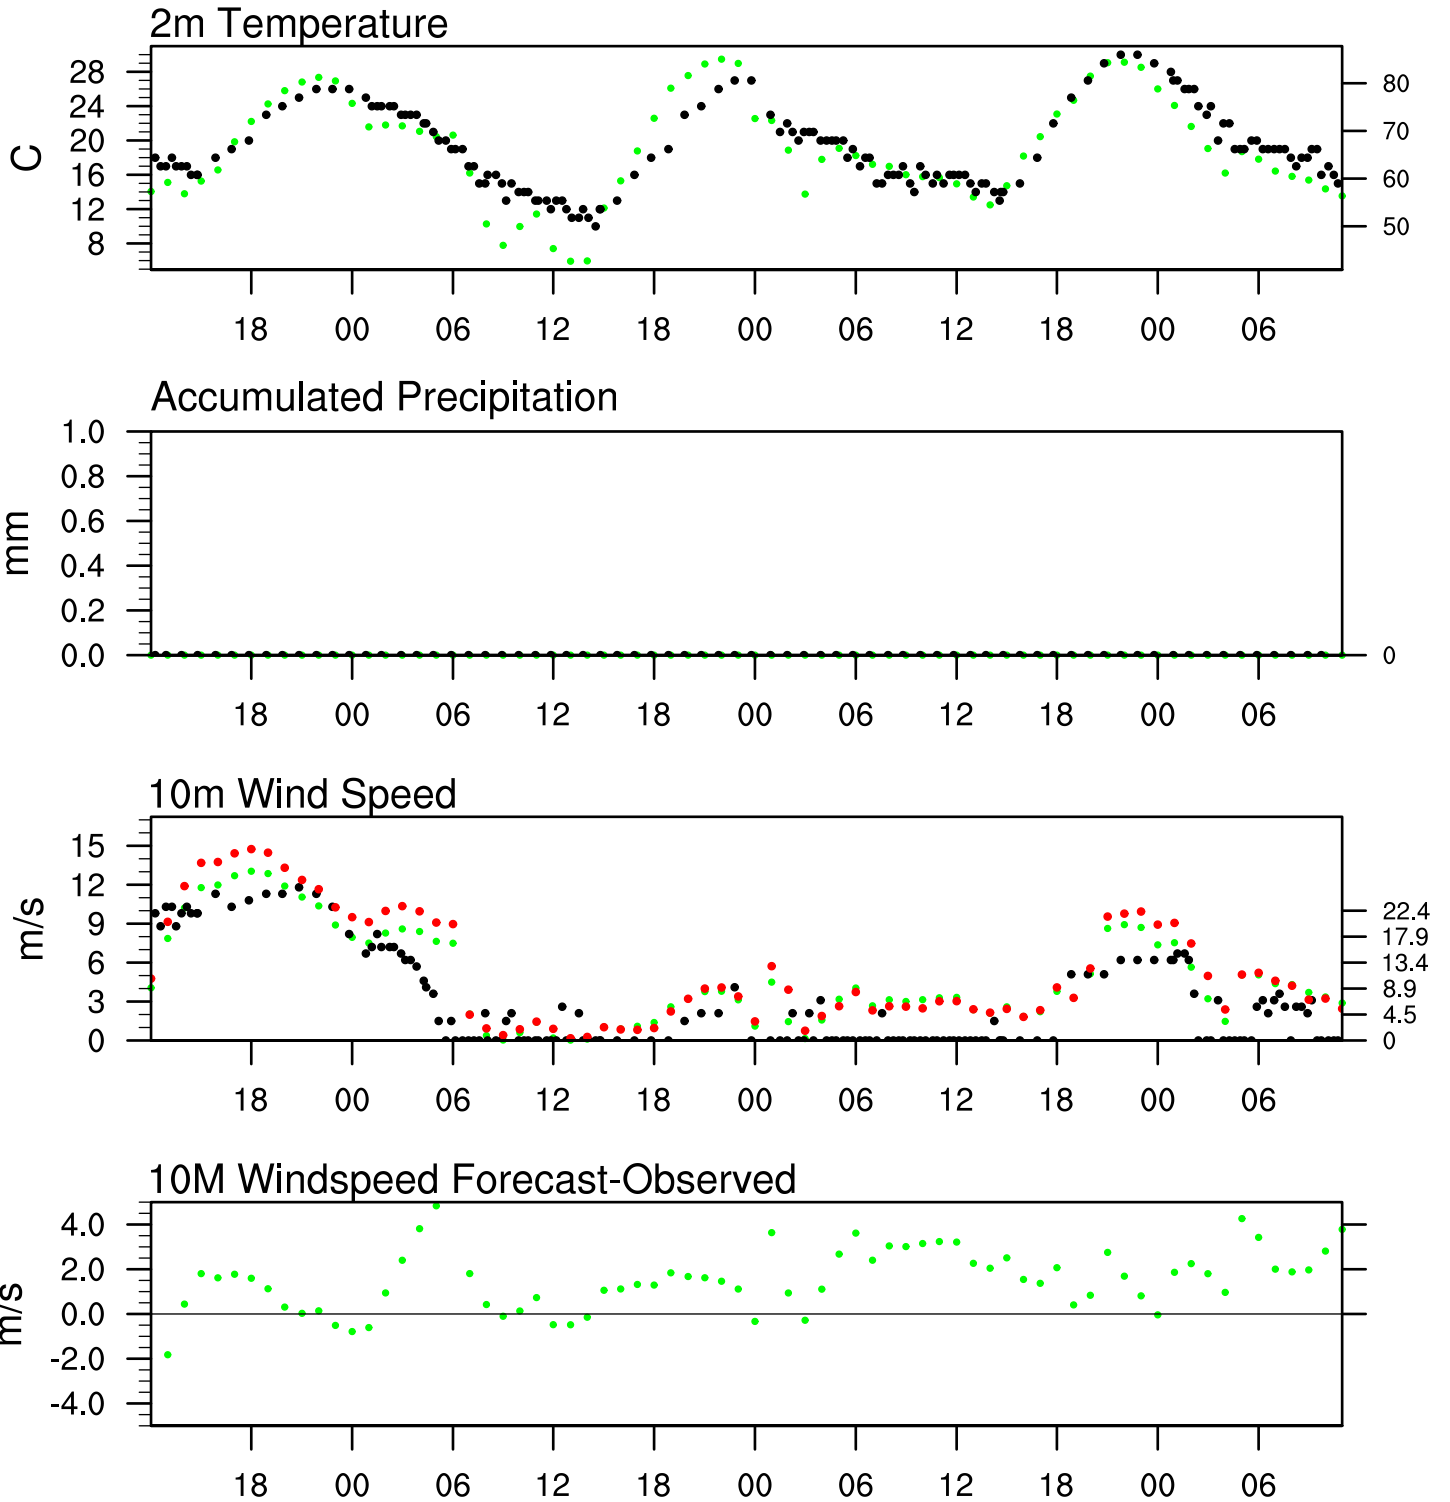 2m Temperature
28
24
20
16
12
8
C
80
70
60
50
18 00 06 12 18 00 06 12 18 00 06
Accumulated Precipitation
1.0
0.8
0.6
0.4
0.2
0.0
mm
0
18 00 06 12 18 00 06 12 18 00 06
10m Wind Speed
15
12
9
6
3
0
m/s
22.4
17.9
13.4
8.9
4.5
0
18 00 06 12 18 00 06 12 18 00 06
10M Windspeed Forecast-Observed
4.0
2.0
0.0
-2.0
-4.0
m/s
18 00 06 12 18 00 06 12 18 00 06